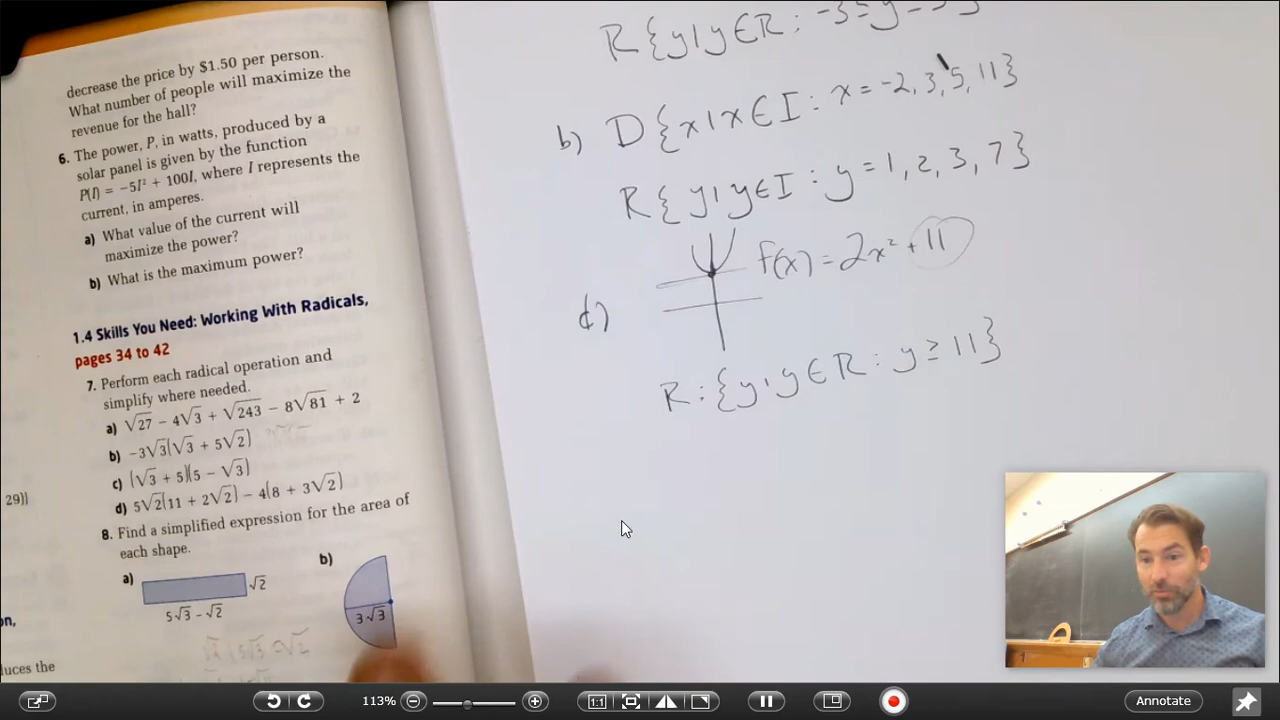 decrease the price by $1.50 per person.
What number of people will maximize the
revenue for the hall?
6. The power, P, in watts, produced by a
solar panel is given by the function
P(I) = −5I² + 100I, where I represents the
current, in amperes.
a) What value of the current will
maximize the power?
b) What is the maximum power?
1.4 Skills You Need: Working With Radicals,
pages 34 to 42
7. Perform each radical operation and
simplify where needed.
a) √27 − 4√3 + √243 − 8√81 + 2
b) −3√3(√3 + 5√2)
c) (√3 + 5)(5 − √3)
d) 5√2(11 + 2√2) − 4(8 + 3√2)
8. Find a simplified expression for the area of
each shape.
a)
√2
5√3 − √2
b)
3√3
29)]
on,
uces the
R{y|y∈R:
b) D{x|x∈I : x = -2, 3, 5, 11}
R{y|y∈I : y = 1, 2, 3, 7}
f(x) = 2x² + 11
d)
R:{y|y∈R : y ≥ 11}
113%
1:1
Annotate